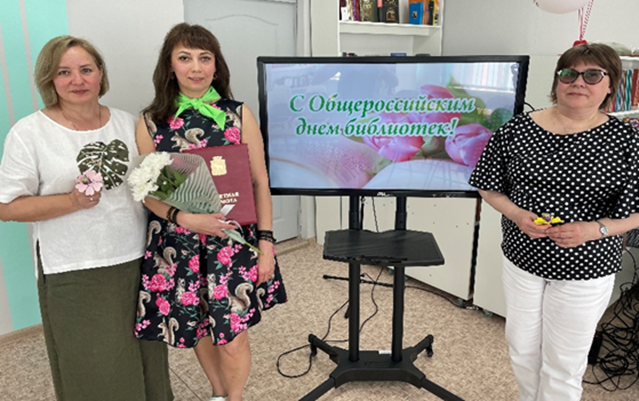 С Общероссийским
днем библиотек!